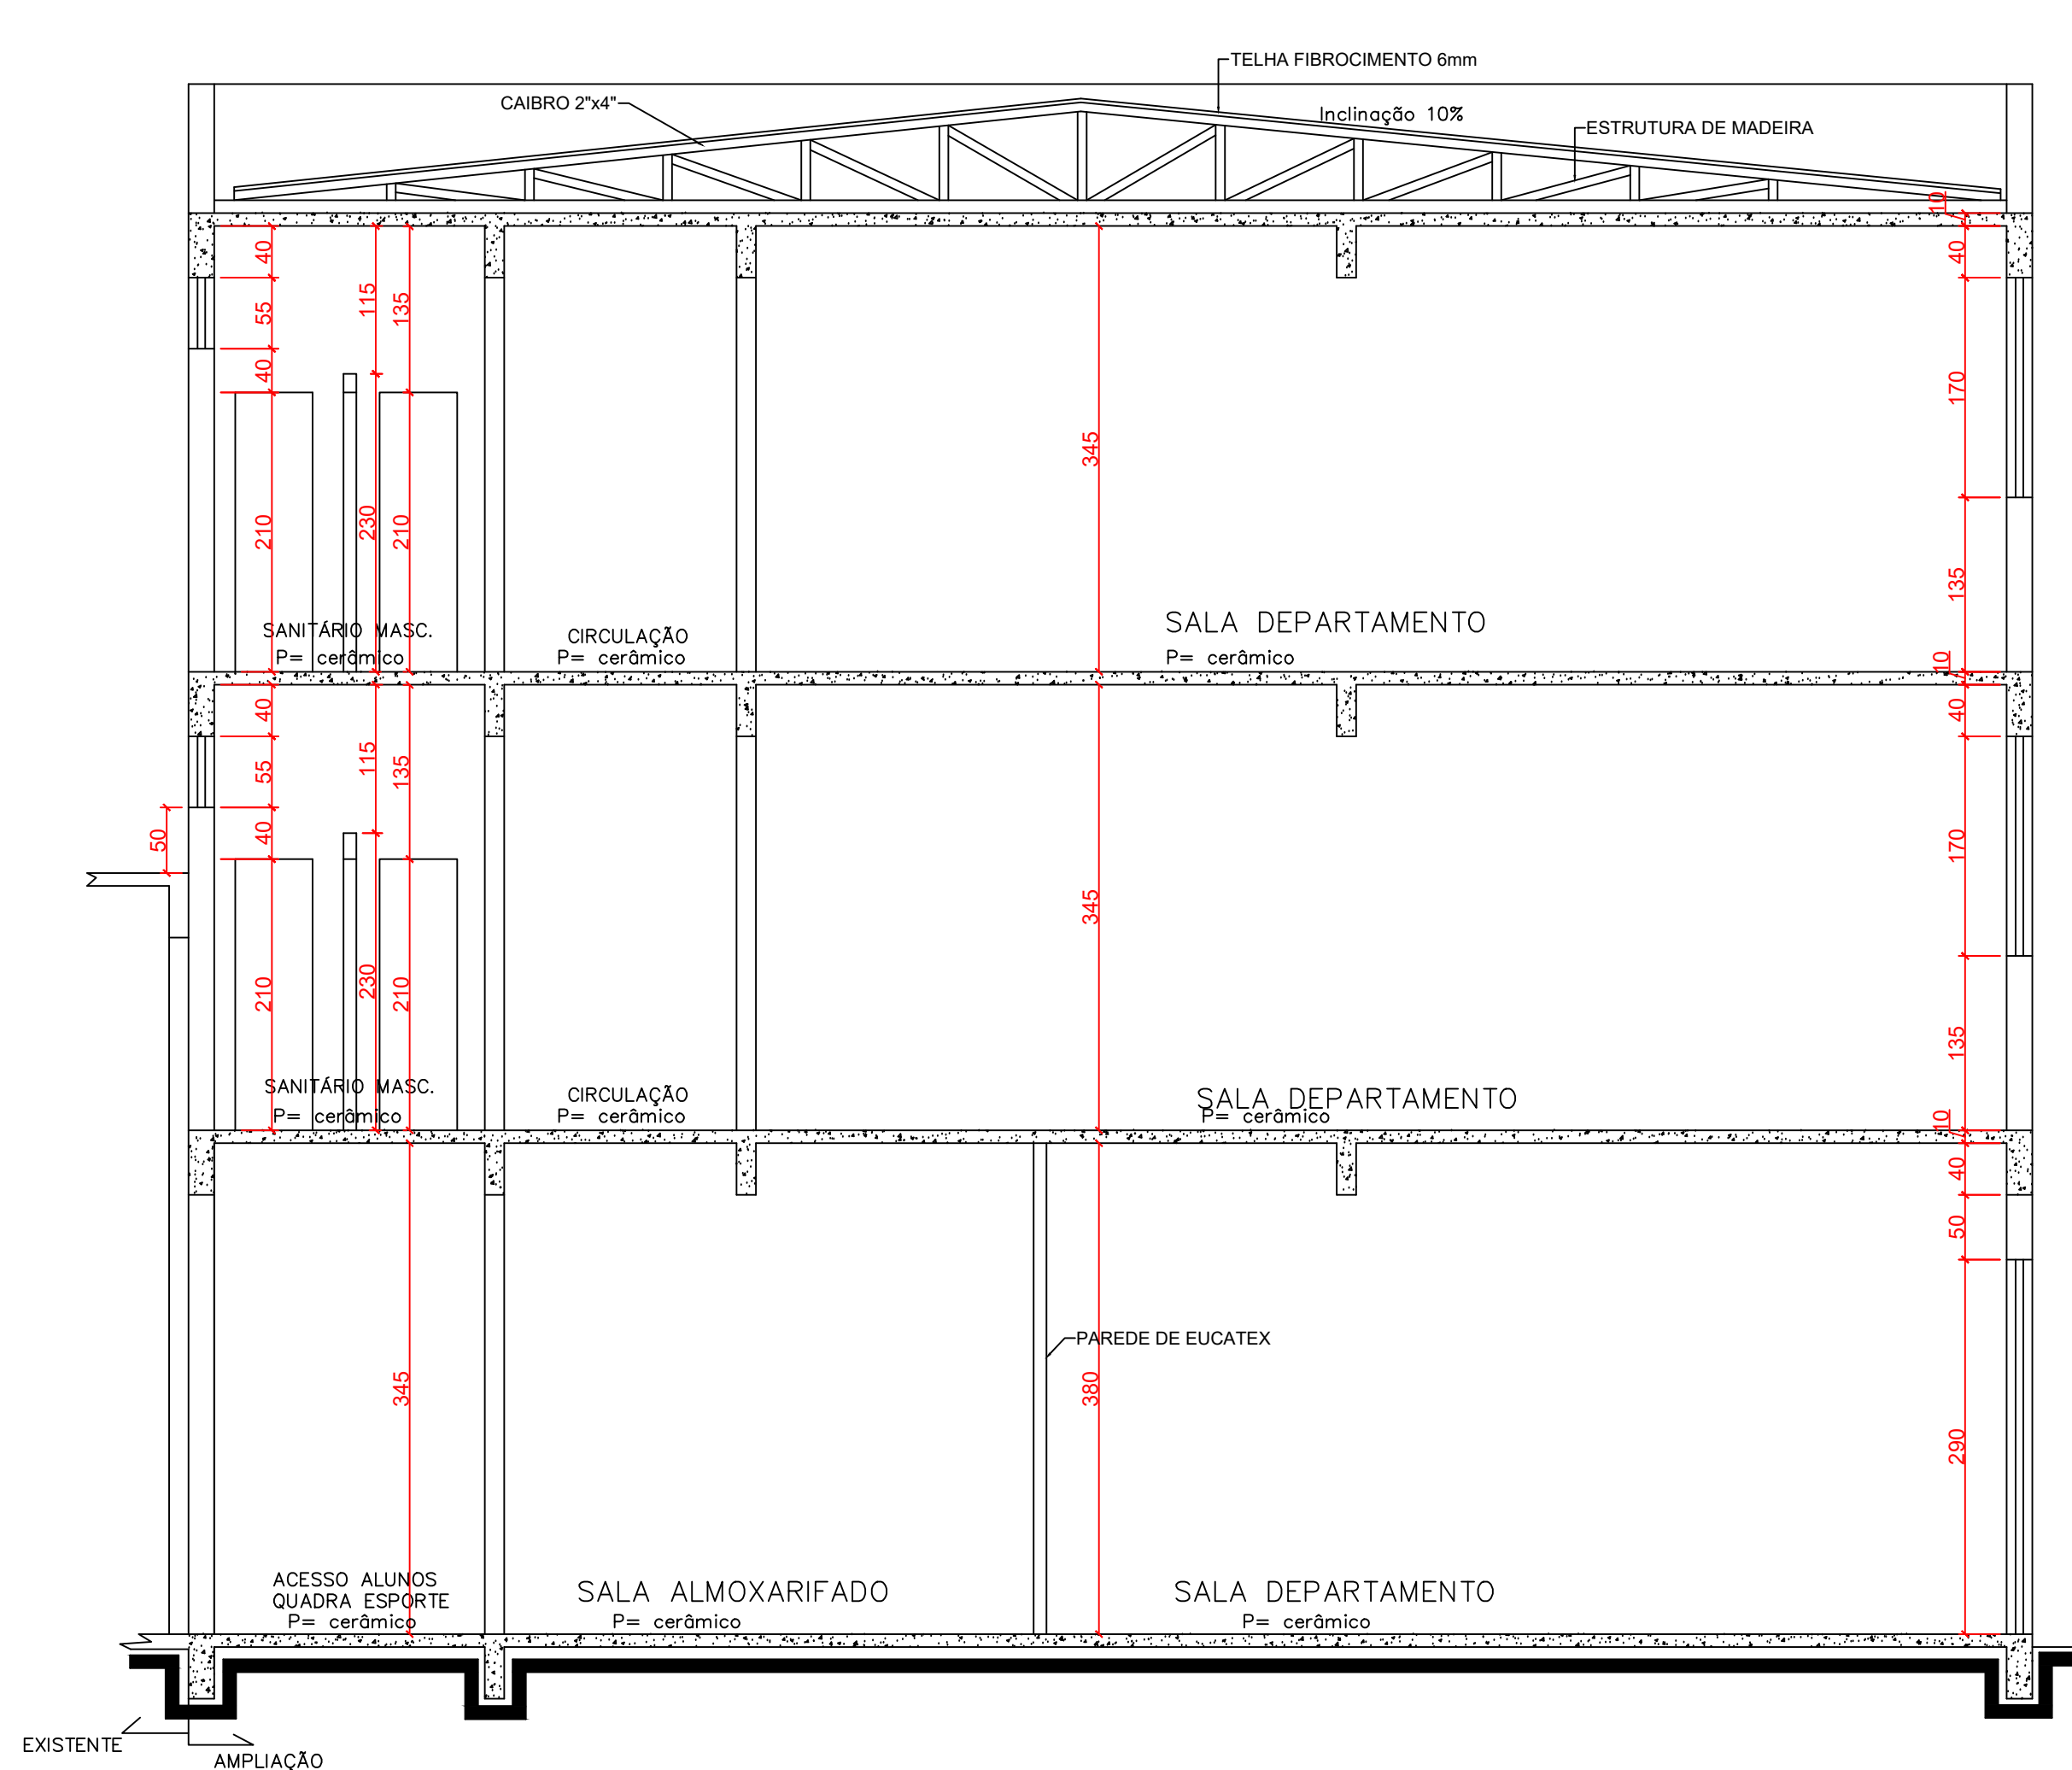 TELHA FIBROCIMENTO 6mm
CAIBRO 2"x4"
Inclinação 10%
ESTRUTURA DE MADEIRA
10
40
40
55
115
135
40
170
345
210
230
210
135
SANITÁRIO MASC.
P= cerâmico
CIRCULAÇÃO
P= cerâmico
SALA DEPARTAMENTO
P= cerâmico
10
40
40
55
115
135
50
40
170
345
210
230
210
135
SANITÁRIO MASC.
P= cerâmico
CIRCULAÇÃO
P= cerâmico
SALA DEPARTAMENTO
P= cerâmico
10
40
50
PAREDE DE EUCATEX
345
380
290
ACESSO ALUNOS
QUADRA ESPORTE
P= cerâmico
SALA ALMOXARIFADO
P= cerâmico
SALA DEPARTAMENTO
P= cerâmico
EXISTENTE
AMPLIAÇÃO